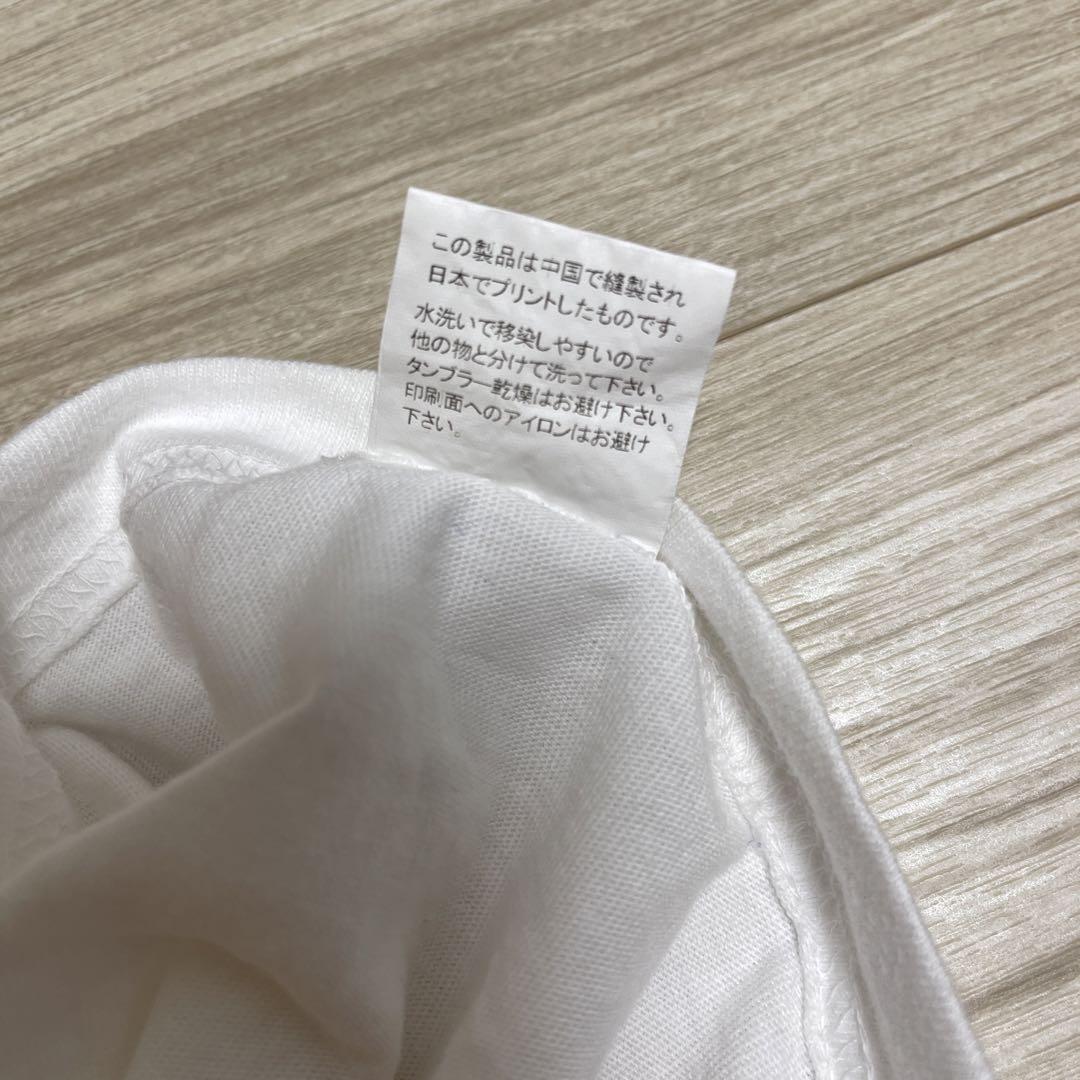 この製品は中国で縫製され
日本でプリントしたものです。
水洗いで移染しやすいので
他の物と分けて洗って下さい。
タンブラー乾燥はお避け下さい。
印刷面へのアイロンはお避け
下さい。